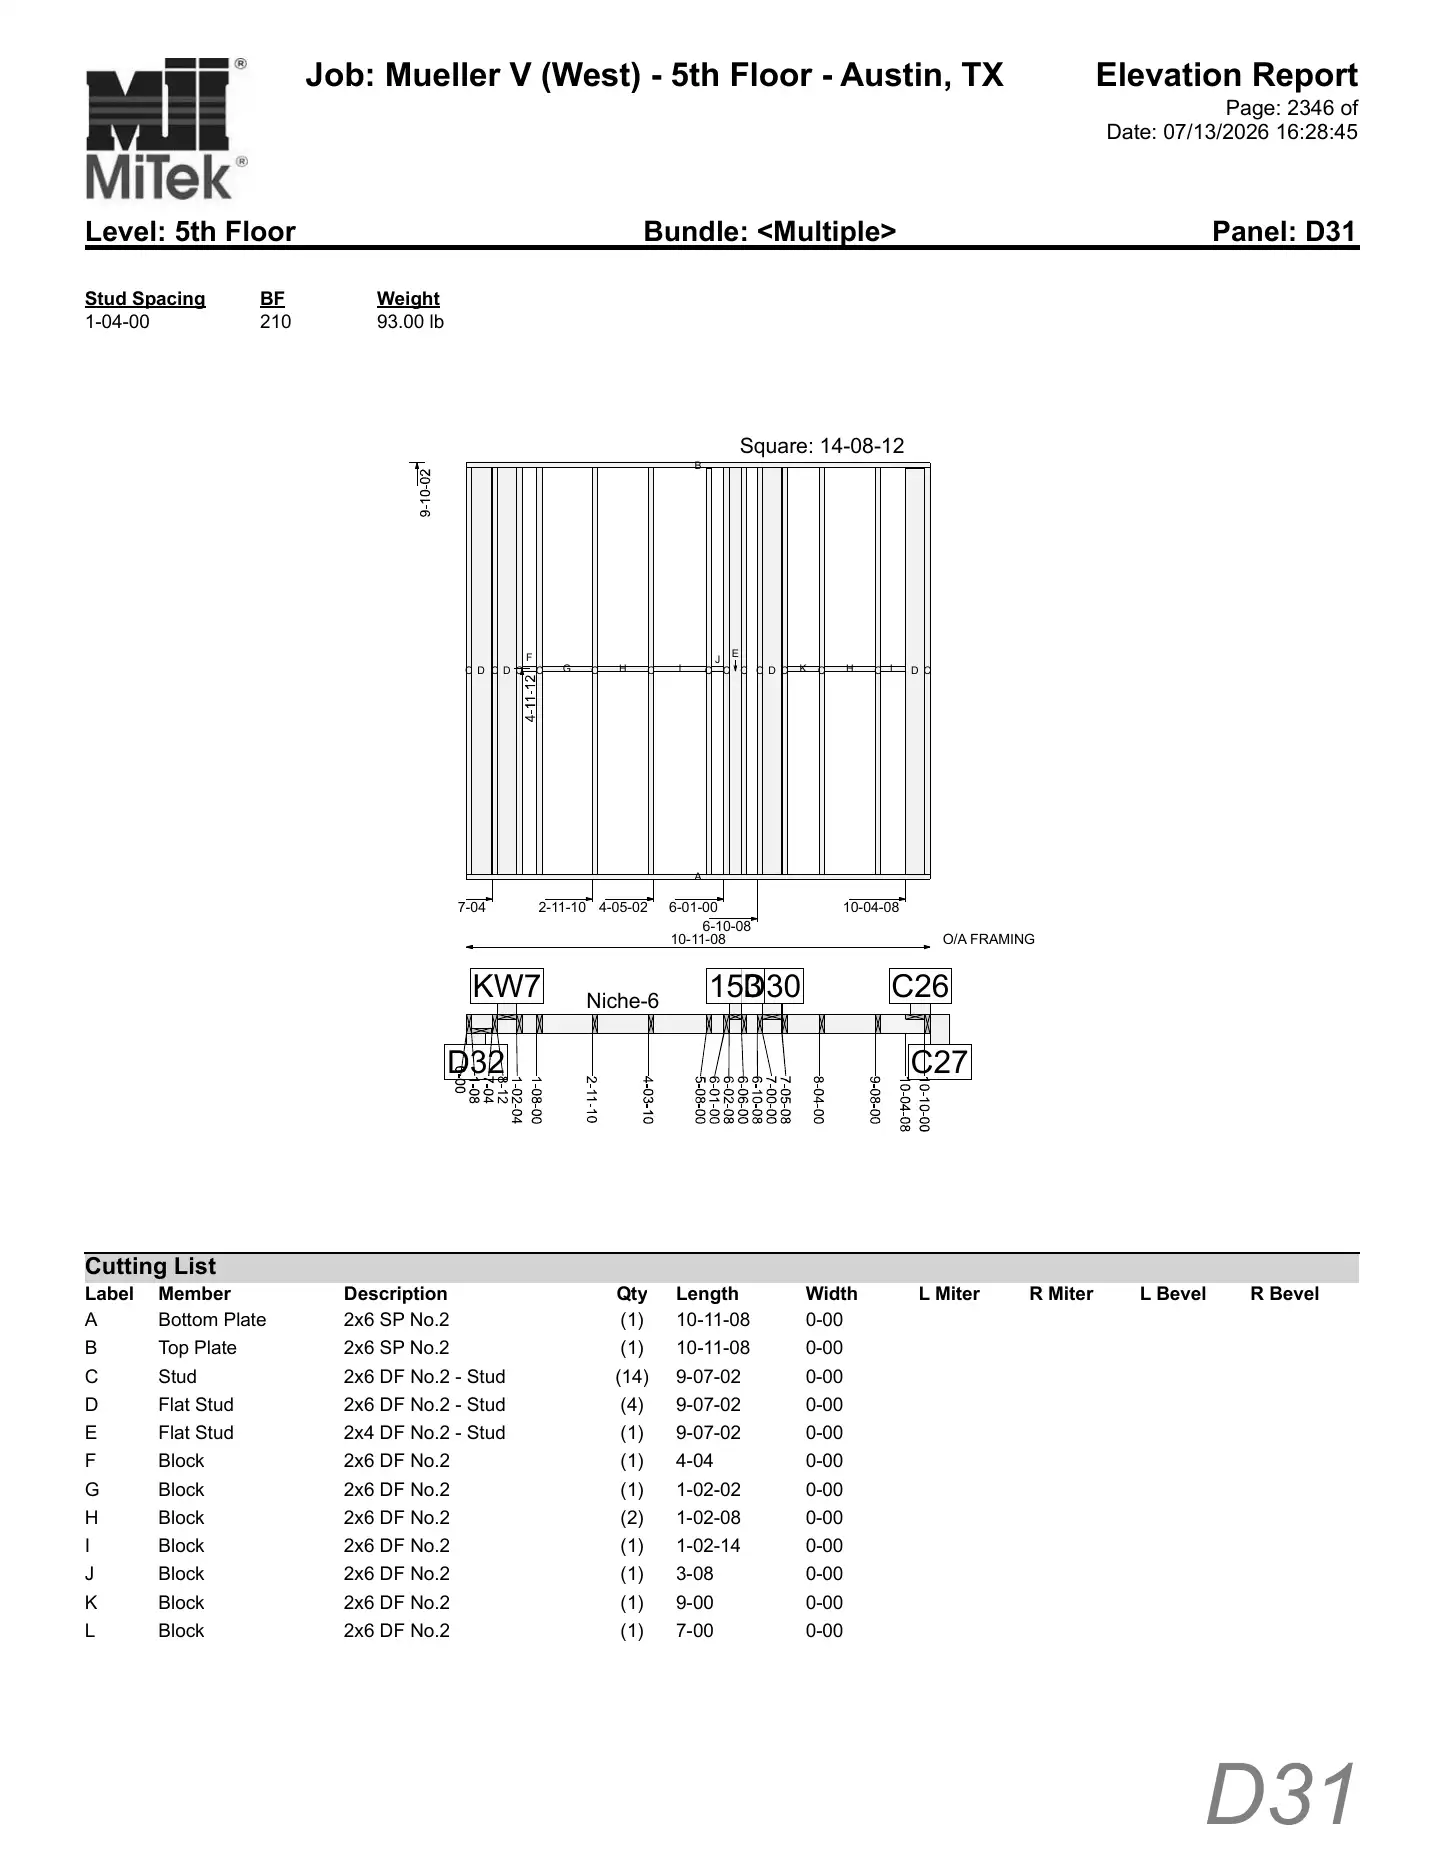 Job: Mueller V (West) - 5th Floor - Austin, TX
Elevation Report
Page: 2346 of
Date: 07/13/2026 16:28:45
MiTek®
Level: 5th Floor Bundle: <Multiple> Panel: D31
Stud Spacing BF Weight
1-04-00 210 93.00 lb
Square: 14-08-12
B
9-10-02
F J E
C D C D C C G C H C I C C C C D C K C H C L D C
4-11-12
A
7-04 2-11-10 4-05-02 6-01-00 10-04-08
6-10-08
10-11-08 O/A FRAMING
KW7 Niche-6 153 D30 C26
D32 C27
0-00 1-08 7-04 8-12 1-02-04 1-08-00 2-11-10 4-03-10 5-08-00 6-01-00 6-02-08 6-06-00 6-10-08 7-00-00 7-05-08 8-04-00 9-08-00 10-04-08 10-10-00
Cutting List
Label Member Description Qty Length Width L Miter R Miter L Bevel R Bevel
A Bottom Plate 2x6 SP No.2 (1) 10-11-08 0-00
B Top Plate 2x6 SP No.2 (1) 10-11-08 0-00
C Stud 2x6 DF No.2 - Stud (14) 9-07-02 0-00
D Flat Stud 2x6 DF No.2 - Stud (4) 9-07-02 0-00
E Flat Stud 2x4 DF No.2 - Stud (1) 9-07-02 0-00
F Block 2x6 DF No.2 (1) 4-04 0-00
G Block 2x6 DF No.2 (1) 1-02-02 0-00
H Block 2x6 DF No.2 (2) 1-02-08 0-00
I Block 2x6 DF No.2 (1) 1-02-14 0-00
J Block 2x6 DF No.2 (1) 3-08 0-00
K Block 2x6 DF No.2 (1) 9-00 0-00
L Block 2x6 DF No.2 (1) 7-00 0-00
D31